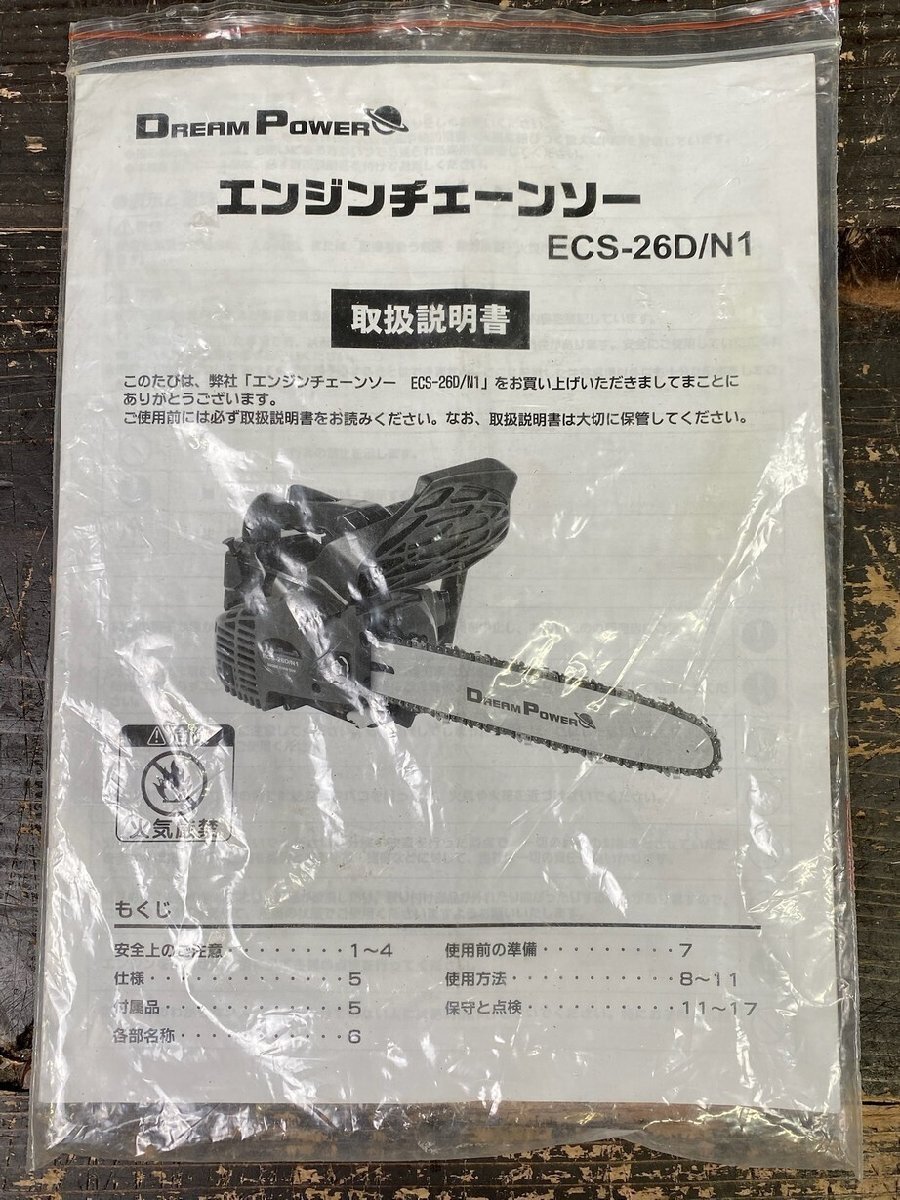 DREAM POWER
エンジンチェーンソー
ECS-26D/N1
取扱説明書
このたびは、弊社「エンジンチェーンソー ECS-26D/N1」をお買い上げいただきましてまことに
ありがとうございます。
ご使用前には必ず取扱説明書をお読みください。なお、取扱説明書は大切に保管してください。
ECS-26D/N1
DREAM POWER
火気厳禁
もくじ
安全上のご注意・・・・・・・・・1～4
仕様・・・・・・・・・・・・・5
付属品・・・・・・・・・・・・5
各部名称・・・・・・・・・・・6
使用前の準備・・・・・・・・・7
使用方法・・・・・・・・・・・8～11
保守と点検・・・・・・・・・・11～17